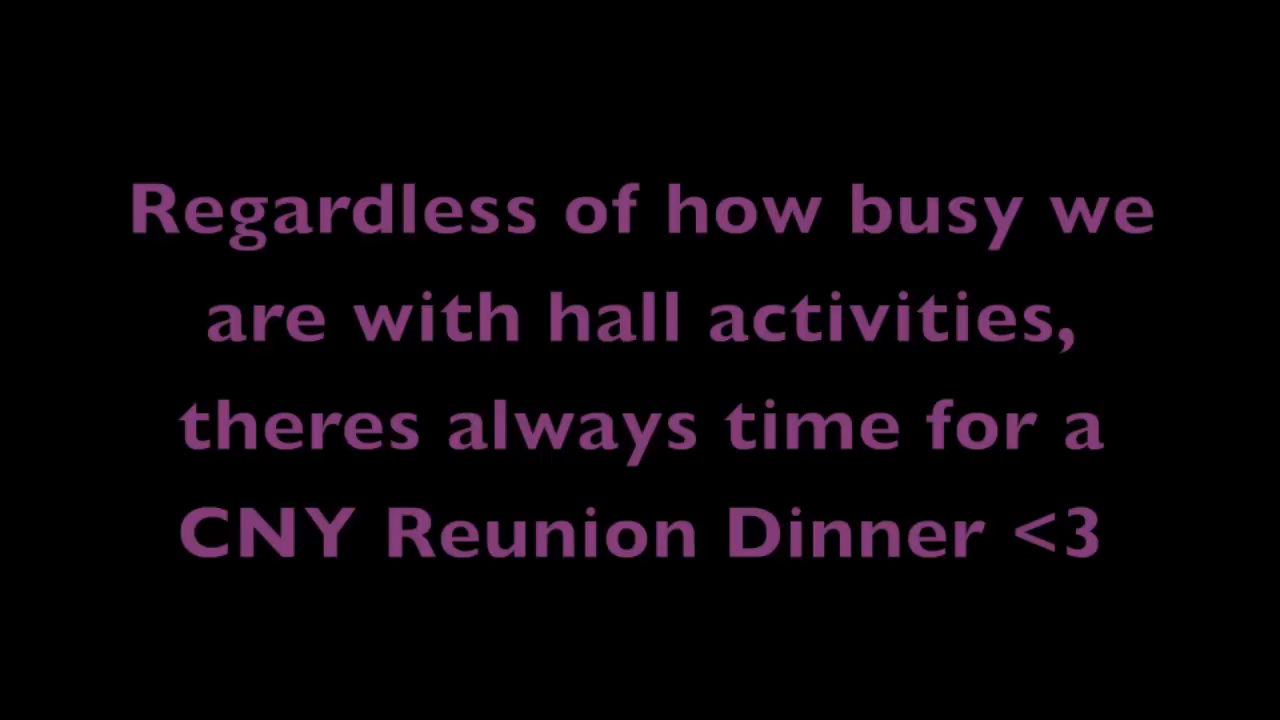 Regardless of how busy we
are with hall activities,
theres always time for a
CNY Reunion Dinner <3